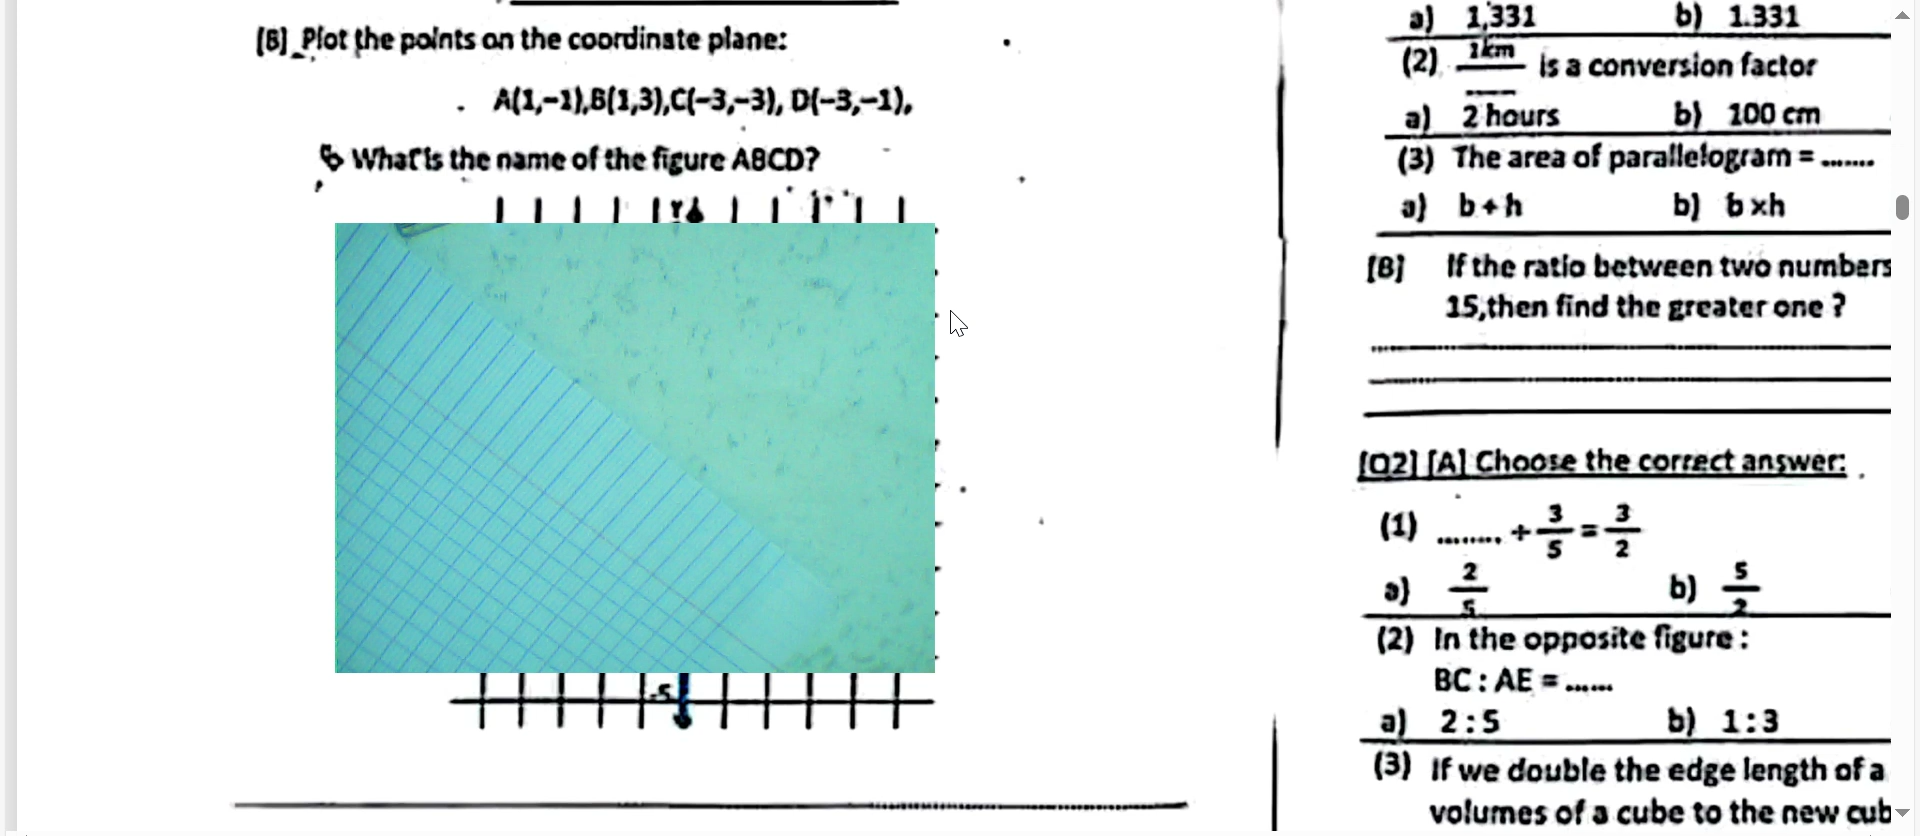 [B] Plot the points on the coordinate plane:
A(1,−1),B(1,3),C(−3,−3), D(−3,−1),
What is the name of the figure ABCD?
Y
-5
a) 1,331 b) 1.331
(2) 1km/ is a conversion factor
a) 2 hours b) 100 cm
(3) The area of parallelogram = .......
a) b + h b) b × h
[B] If the ratio between two numbers
15,then find the greater one ?
[Q2] [A] Choose the correct answer:
(1) ........ ÷ 3/5 = 3/2
a) 2/5 b) 5/2
(2) In the opposite figure :
BC : AE = ......
a) 2 : 5 b) 1 : 3
(3) If we double the edge length of a
volumes of a cube to the new cub